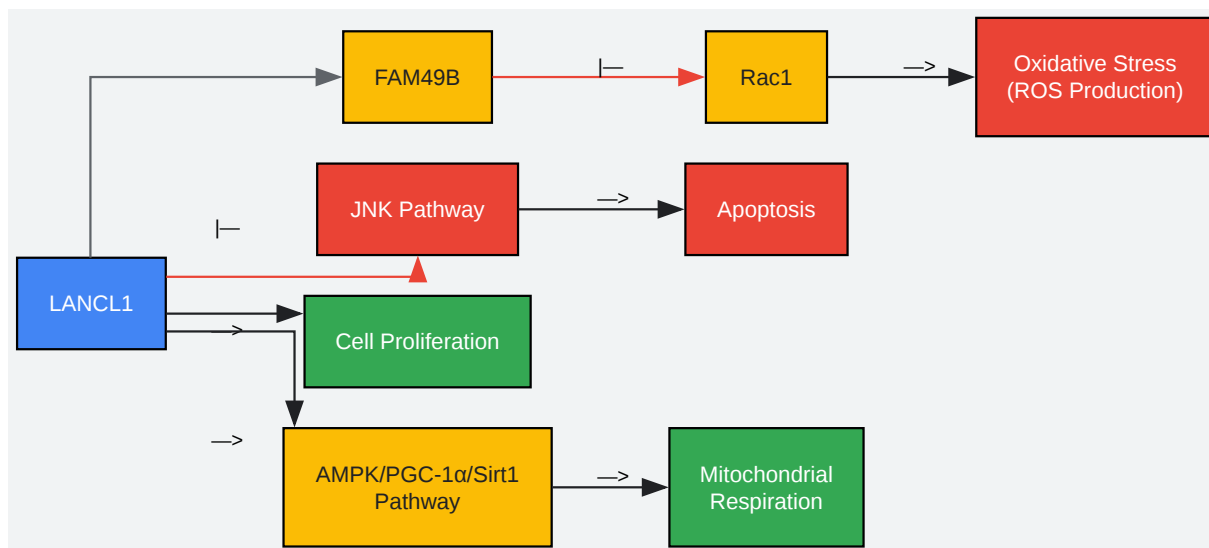 FAM49B
|—
Rac1
—>
Oxidative Stress
(ROS Production)
JNK Pathway
—>
Apoptosis
|—
LANCL1
—>
Cell Proliferation
—>
AMPK/PGC-1α/Sirt1
Pathway
—>
Mitochondrial
Respiration